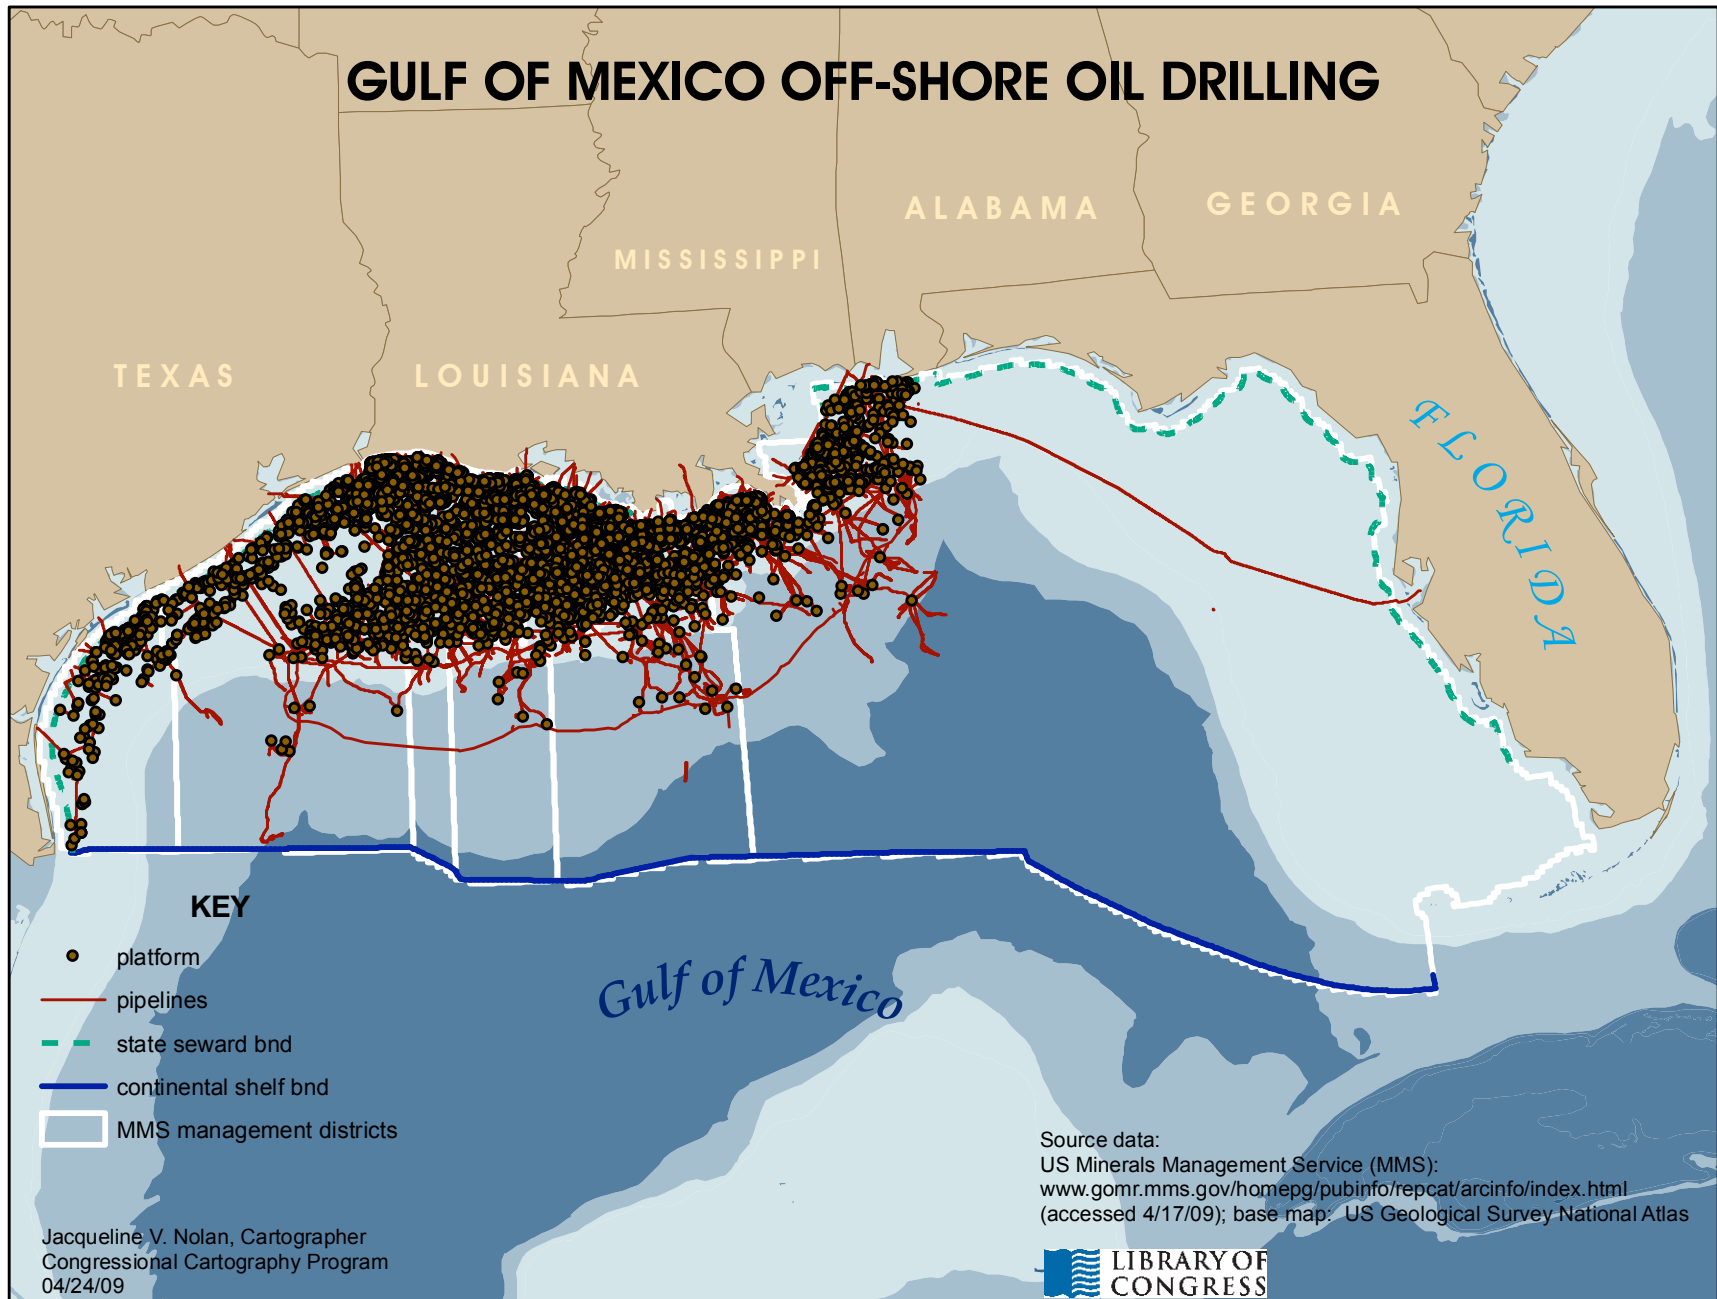 GULF OF MEXICO OFF-SHORE OIL DRILLING
ALABAMA
GEORGIA
MISSISSIPPI
TEXAS
LOUISIANA
FLORIDA
KEY
platform
pipelines
state seward bnd
continental shelf bnd
MMS management districts
Gulf of Mexico
Source data:
US Minerals Management Service (MMS):
www.gomr.mms.gov/homepg/pubinfo/repcat/arcinfo/index.html
(accessed 4/17/09); base map: US Geological Survey National Atlas
Jacqueline V. Nolan, Cartographer
Congressional Cartography Program
04/24/09
LIBRARY OF
CONGRESS